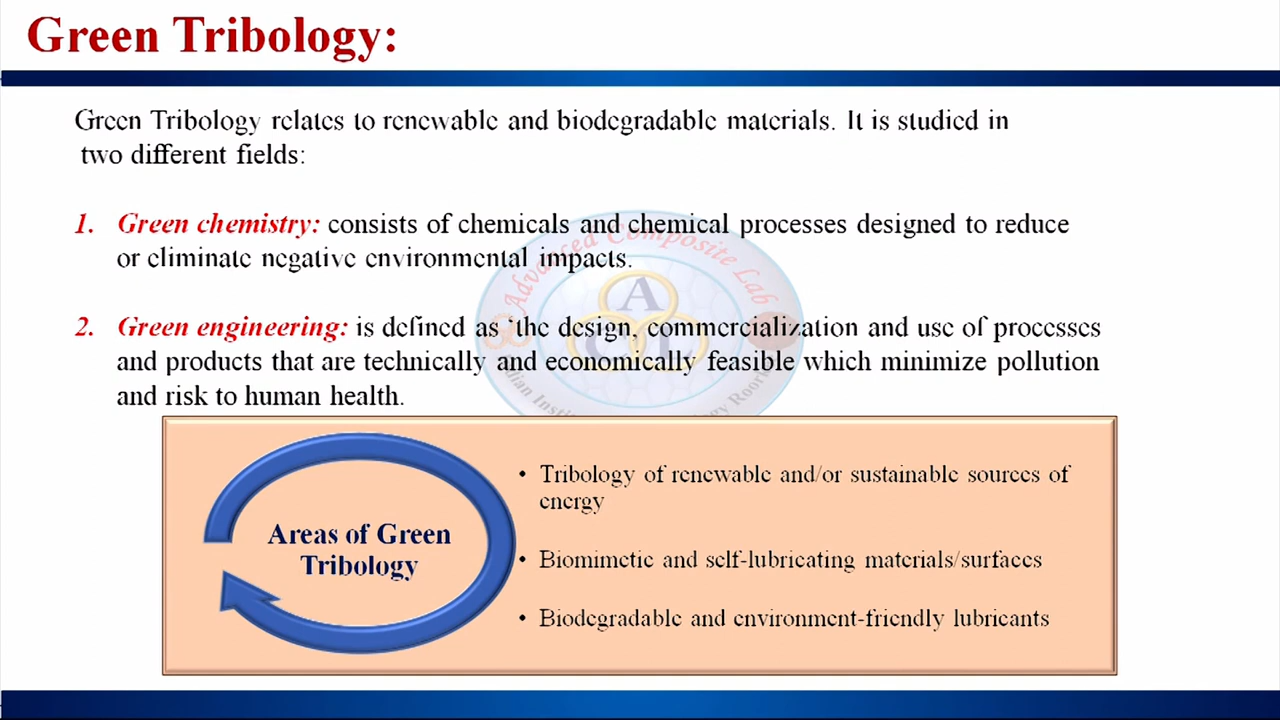 Green Tribology:
Green Tribology relates to renewable and biodegradable materials. It is studied in
two different fields:
1. Green chemistry: consists of chemicals and chemical processes designed to reduce
or eliminate negative environmental impacts.
2. Green engineering: is defined as ‘the design, commercialization and use of processes
and products that are technically and economically feasible which minimize pollution
and risk to human health.
Advanced Composite Lab
A
C L
Areas of Green
Tribology
• Tribology of renewable and/or sustainable sources of
energy
• Biomimetic and self-lubricating materials/surfaces
• Biodegradable and environment-friendly lubricants